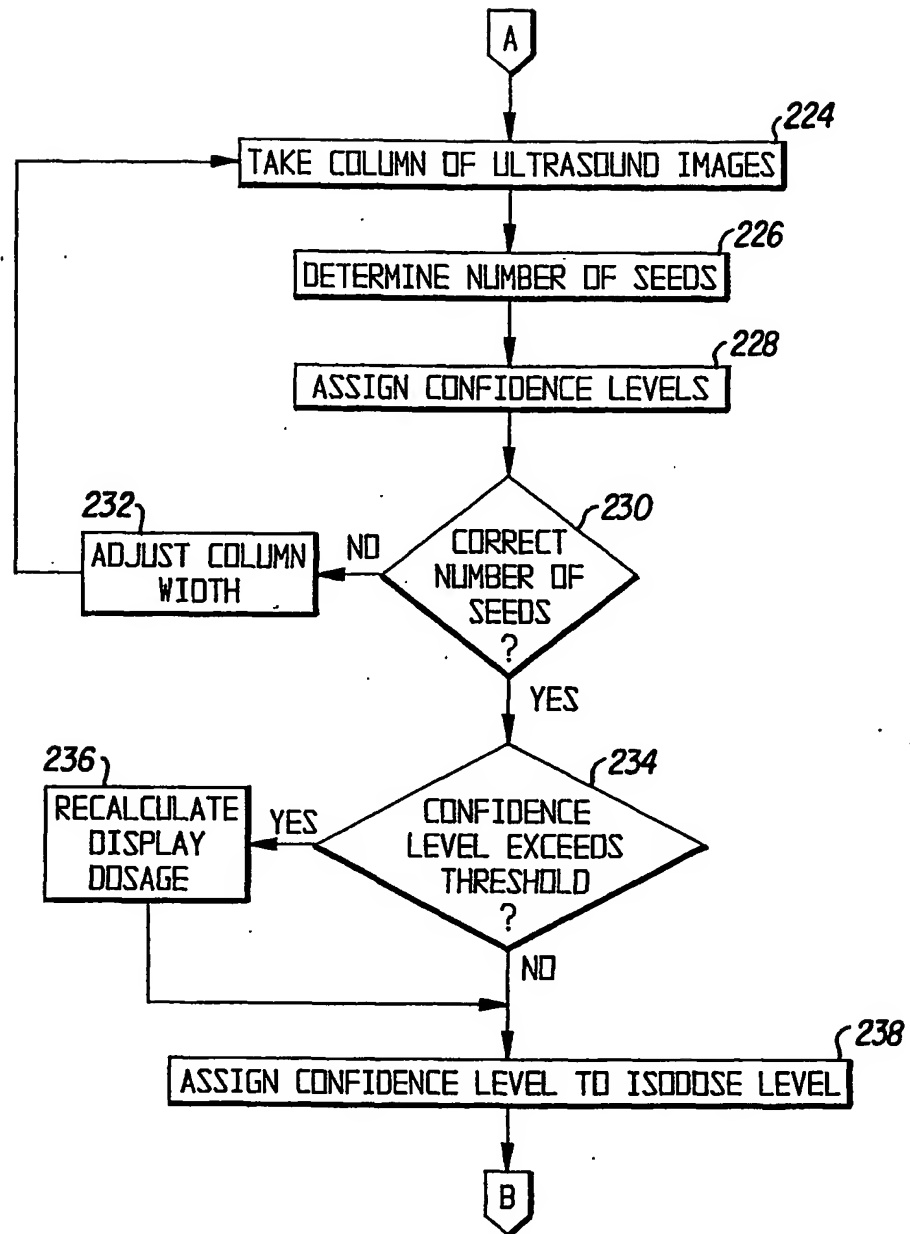 A
224
TAKE COLUMN OF ULTRASOUND IMAGES
226
DETERMINE NUMBER OF SEEDS
228
ASSIGN CONFIDENCE LEVELS
230
CORRECT
NUMBER OF
SEEDS
?
232
NO
ADJUST COLUMN
WIDTH
YES
234
CONFIDENCE
LEVEL EXCEEDS
THRESHOLD
?
236
YES
RECALCULATE
DISPLAY
DOSAGE
NO
238
ASSIGN CONFIDENCE LEVEL TO ISODOSE LEVEL
B